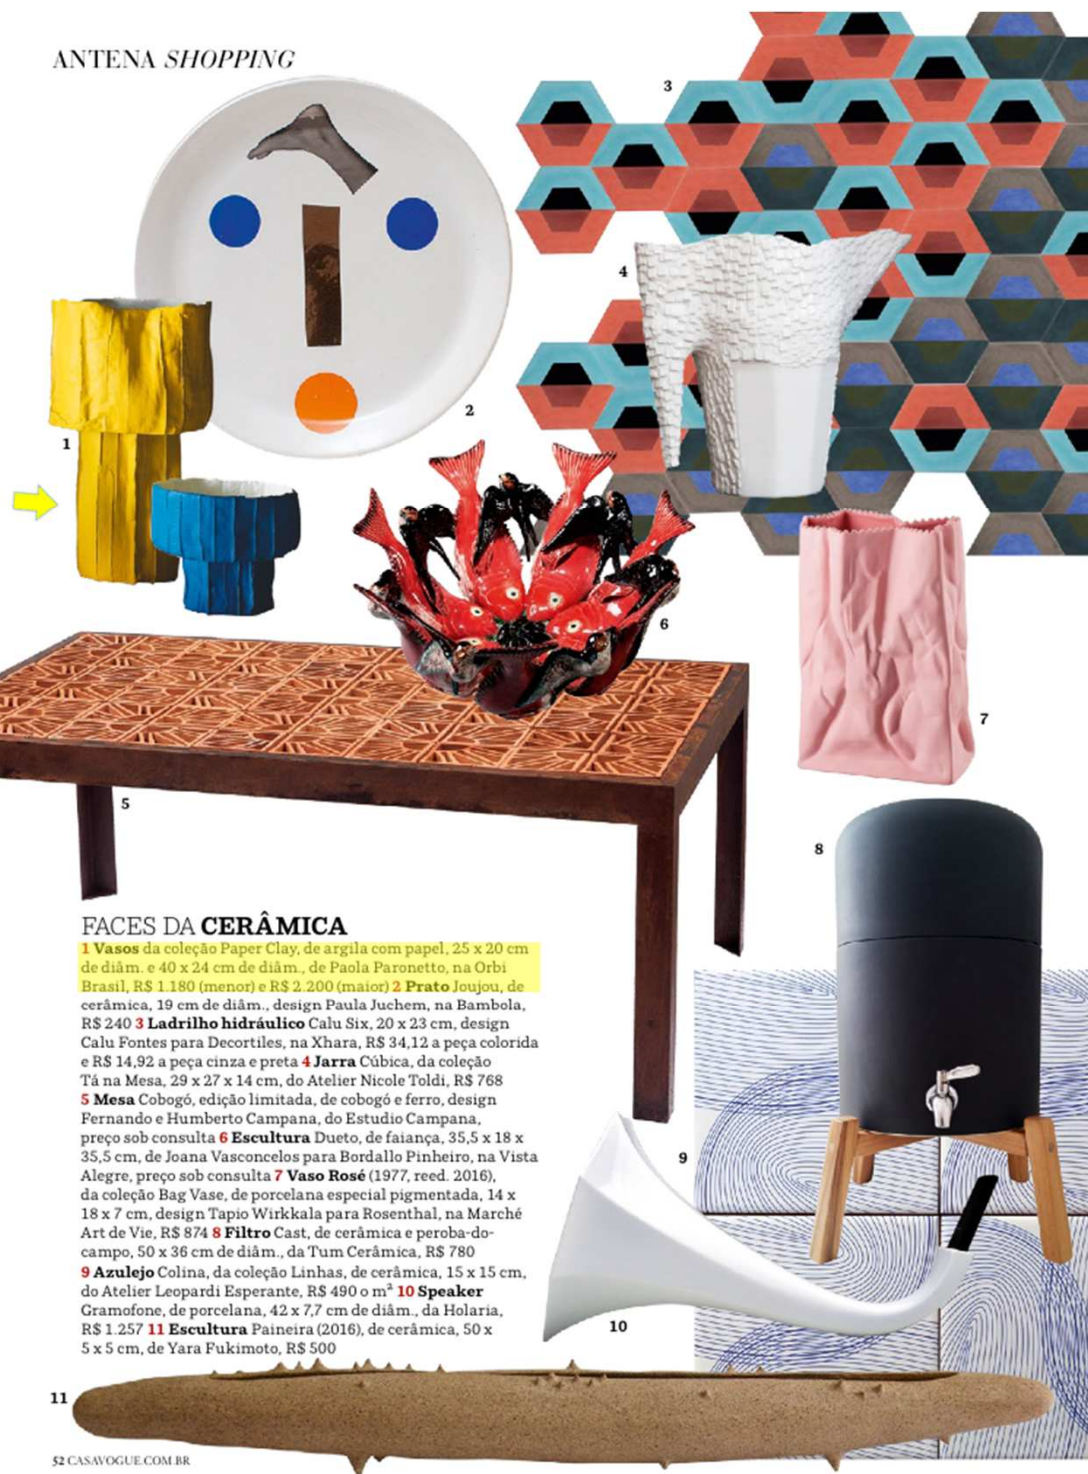 ANTENA SHOPPING
3
4
2
1
6
7
5
8
FACES DA CERÂMICA
1 Vasos da coleção Paper Clay, de argila com papel, 25 x 20 cm
de diâm. e 40 x 24 cm de diâm., de Paola Paronetto, na Orbi
Brasil, R$ 1.180 (menor) e R$ 2.200 (maior) 2 Prato Joujou, de
cerâmica, 19 cm de diâm., design Paula Juchem, na Bambola,
R$ 240 3 Ladrilho hidráulico Calu Six, 20 x 23 cm, design
Calu Fontes para Decortiles, na Xhara, R$ 34,12 a peça colorida
e R$ 14,92 a peça cinza e preta 4 Jarra Cúbica, da coleção
Tá na Mesa, 29 x 27 x 14 cm, do Atelier Nicole Toldi, R$ 768
5 Mesa Cobogó, edição limitada, de cobogó e ferro, design
Fernando e Humberto Campana, do Estudio Campana,
preço sob consulta 6 Escultura Dueto, de faiança, 35,5 x 18 x
35,5 cm, de Joana Vasconcelos para Bordallo Pinheiro, na Vista
Alegre, preço sob consulta 7 Vaso Rosé (1977, reed. 2016),
da coleção Bag Vase, de porcelana especial pigmentada, 14 x
18 x 7 cm, design Tapio Wirkkala para Rosenthal, na Marché
Art de Vie, R$ 874 8 Filtro Cast, de cerâmica e peroba-do-
campo, 50 x 36 cm de diâm., da Tum Cerâmica, R$ 780
9 Azulejo Colina, da coleção Linhas, de cerâmica, 15 x 15 cm,
do Atelier Leopardi Esperante, R$ 490 o m² 10 Speaker
Gramofone, de porcelana, 42 x 7,7 cm de diâm., da Holaria,
R$ 1.257 11 Escultura Paineira (2016), de cerâmica, 50 x
5 x 5 cm, de Yara Fukimoto, R$ 500
9
10
11
52 CASAVOGUE.COM.BR